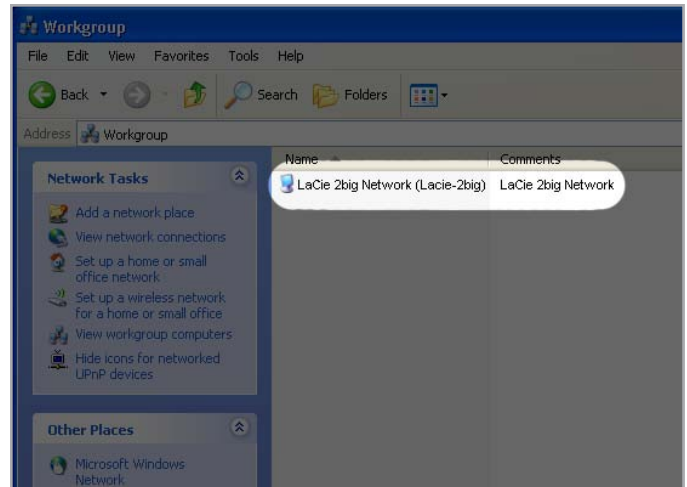 Workgroup
File Edit View Favorites Tools Help
Back Search Folders
Address Workgroup
Name Comments
LaCie 2big Network (Lacie-2big) LaCie 2big Network
Network Tasks
Add a network place
View network connections
Set up a home or small
office network
Set up a wireless network
for a home or small office
View workgroup computers
Hide icons for networked
UPnP devices
Other Places
Microsoft Windows
Network